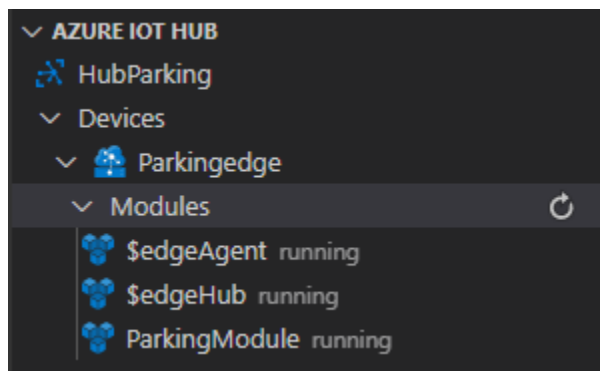 AZURE IOT HUB
HubParking
Devices
Parkingedge
Modules
$edgeAgent running
$edgeHub running
ParkingModule running